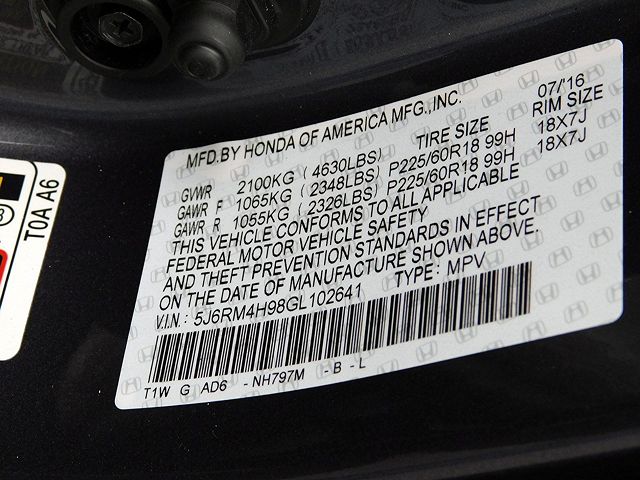 MFD.BY HONDA OF AMERICA MFG.,INC. 07/'16
TIRE SIZE RIM SIZE
GVWR 2100KG ( 4630LBS)
GAWR F 1065KG ( 2348LBS) P225/60R18 99H 18X7J
GAWR R 1055KG ( 2326LBS) P225/60R18 99H 18X7J
THIS VEHICLE CONFORMS TO ALL APPLICABLE
FEDERAL MOTOR VEHICLE SAFETY
AND THEFT PREVENTION STANDARDS IN EFFECT
ON THE DATE OF MANUFACTURE SHOWN ABOVE.
V.I.N: 5J6RM4H98GL102641 TYPE: MPV
T1W G AD6 -NH797M -B-L
T0A A6